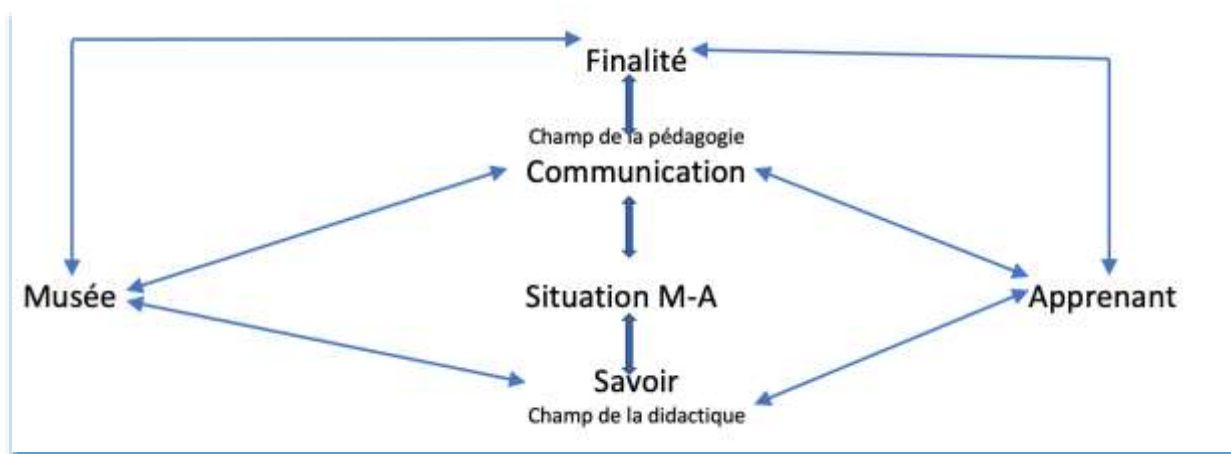 Finalité
Champ de la pédagogie
Communication
Musée
Situation M-A
Apprenant
Savoir
Champ de la didactique